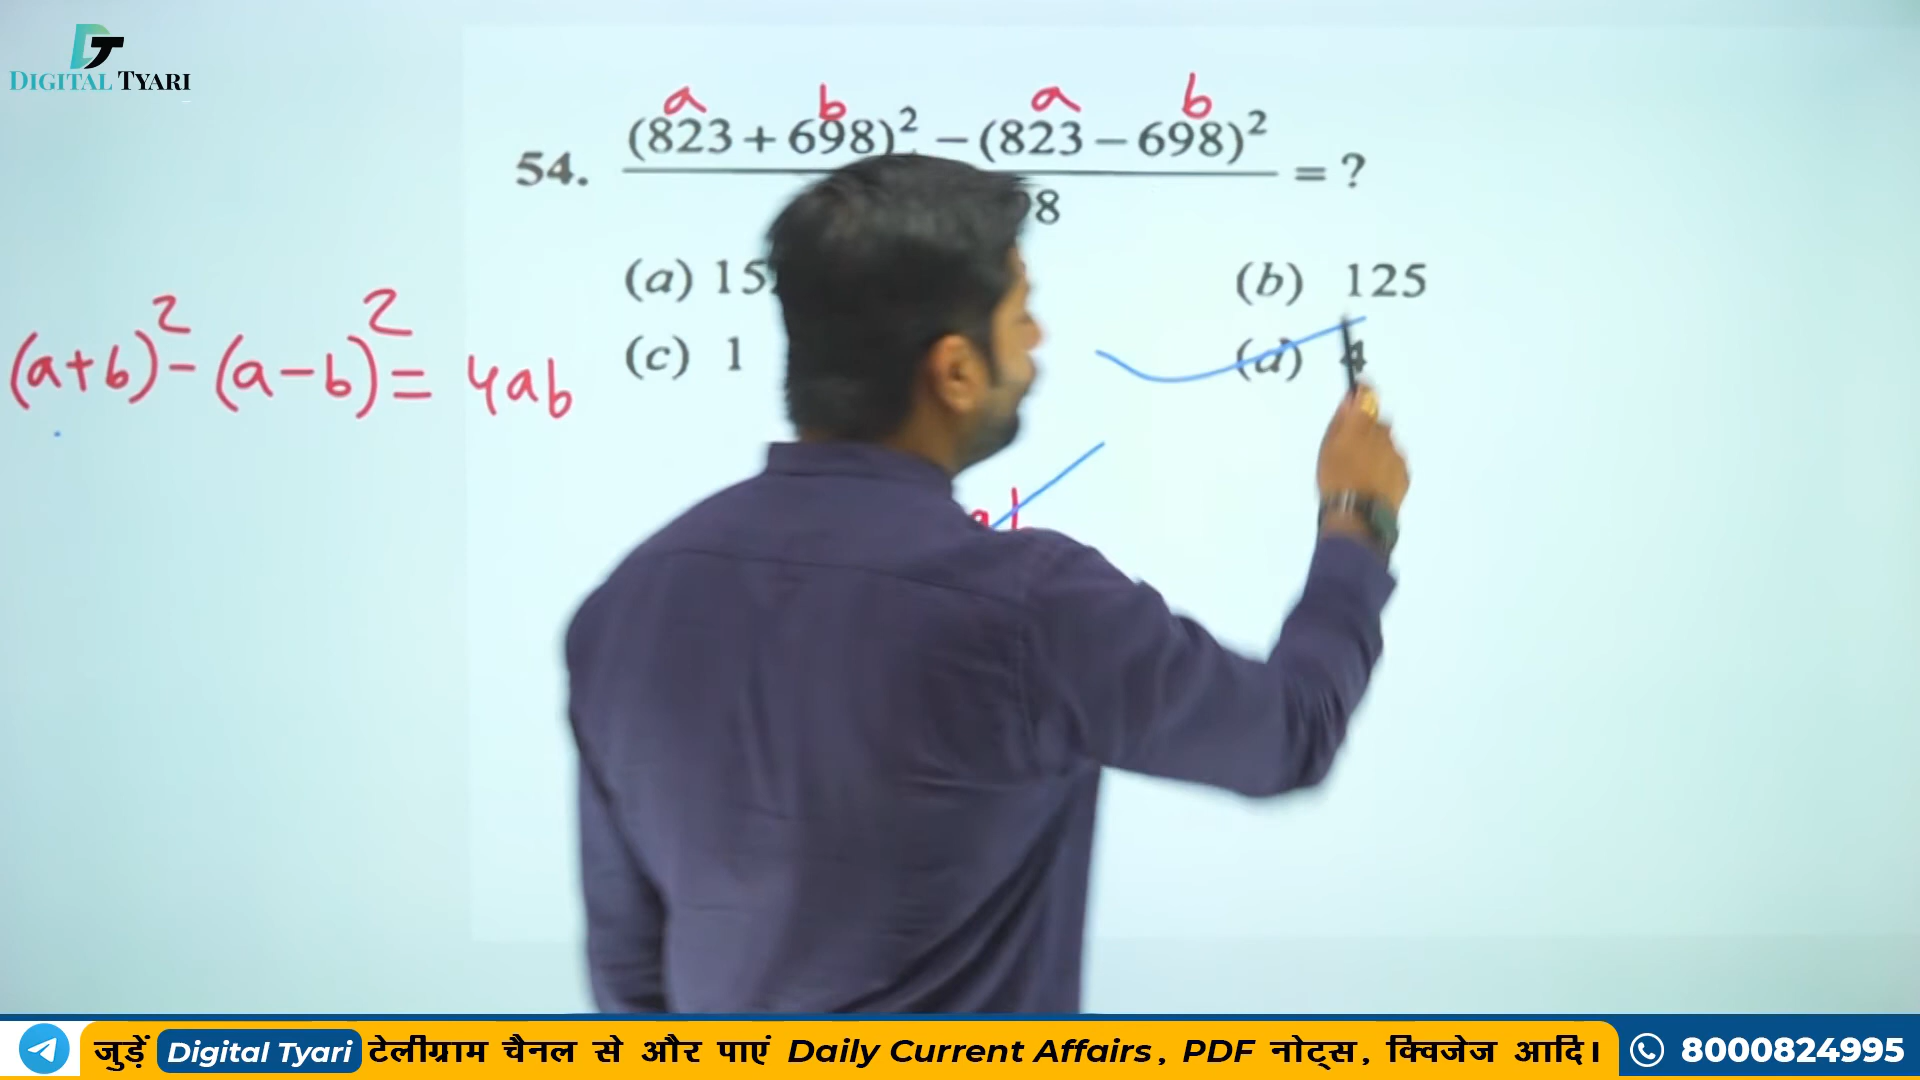 DIGITAL TYARI
a b a b
54. (823 + 698)² − (823 − 698)² = ?
8
(a) 15
(b) 125
(c) 1
(d) 4
(a+b)² - (a-b)² = 4ab
जुड़ें Digital Tyari टेलीग्राम चैनल से और पाएं Daily Current Affairs, PDF नोट्स, क्विजेज आदि। 8000824995